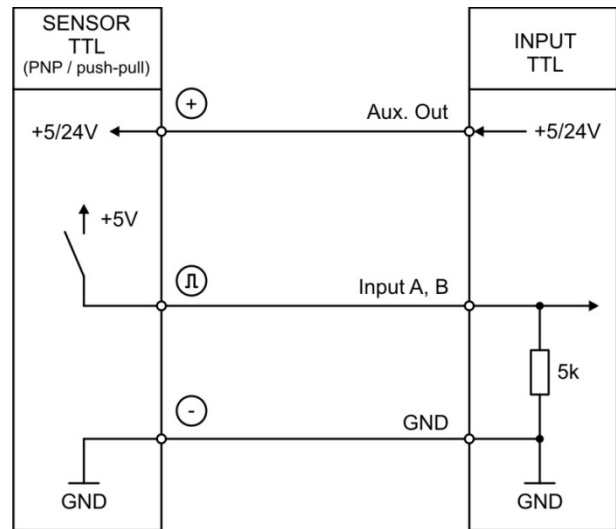 SENSOR
TTL
(PNP / push-pull)
INPUT
TTL
+
Aux. Out
+5/24V
+5/24V
+5V
Input A, B
5k
-
GND
GND
GND